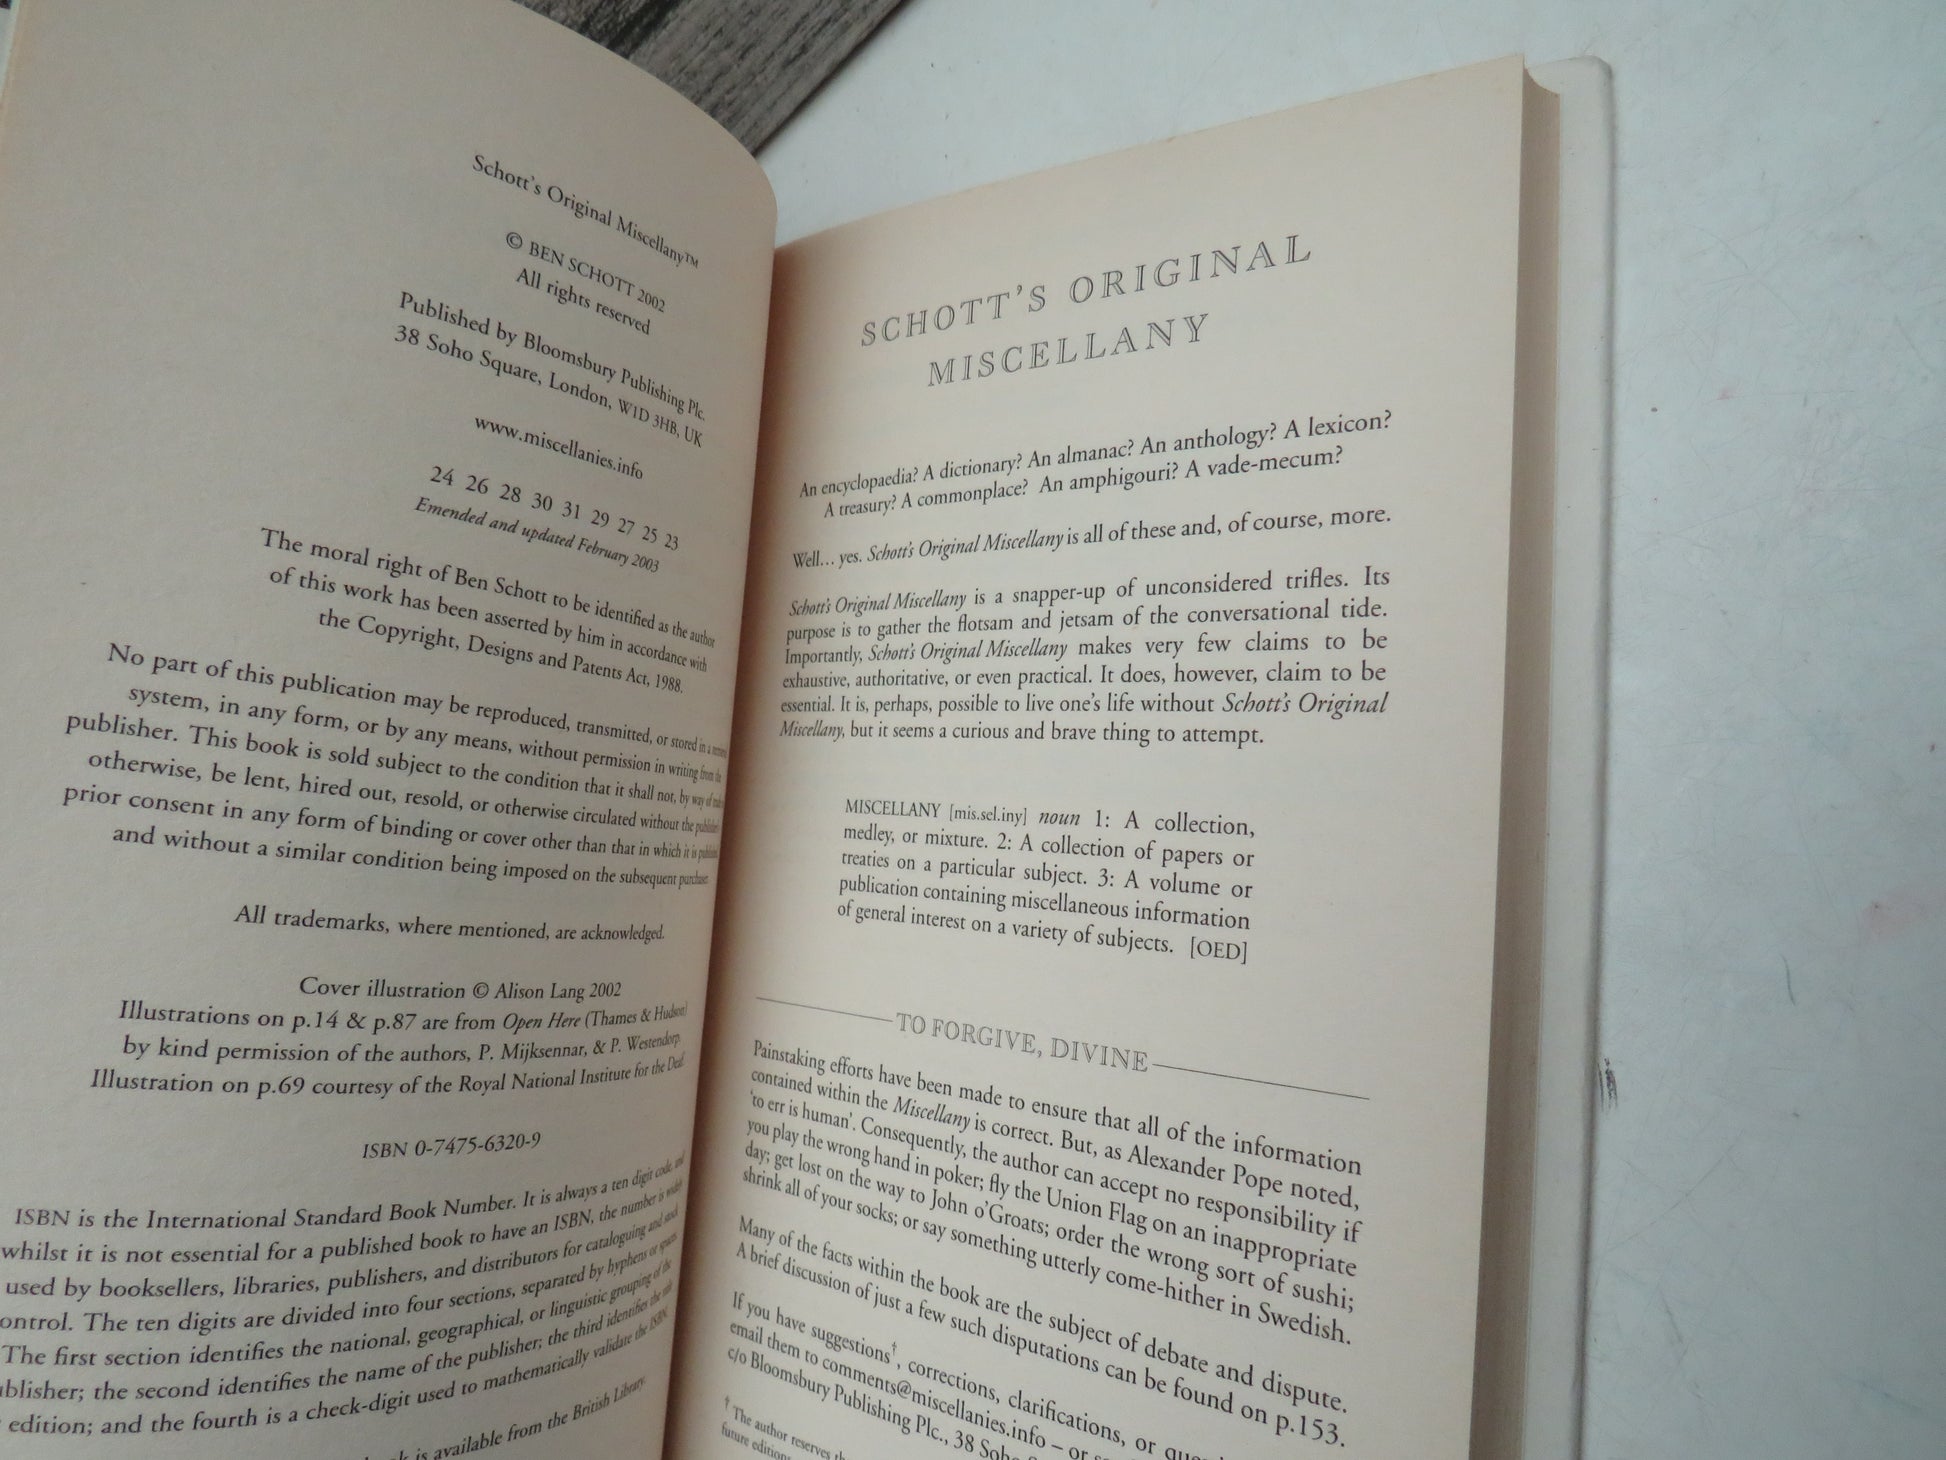 Schott's Original Miscellany™
© BEN SCHOTT 2002
All rights reserved
Published by Bloomsbury Publishing Plc.
38 Soho Square, London, W1D 3HB, UK
www.miscellanies.info
24 26 28 30 31 29 27 25 23
Emended and updated February 2003
The moral right of Ben Schott to be identified as the author
of this work has been asserted by him in accordance with
the Copyright, Designs and Patents Act, 1988.
No part of this publication may be reproduced, transmitted, or stored in a
system, in any form, or by any means, without permission in writing from the
publisher. This book is sold subject to the condition that it shall not, by way of
otherwise, be lent, hired out, resold, or otherwise circulated without the
prior consent in any form of binding or cover other than that in which it is
and without a similar condition being imposed on the subsequent purchaser.
All trademarks, where mentioned, are acknowledged.
Cover illustration © Alison Lang 2002
Illustrations on p.14 & p.87 are from Open Here (Thames & Hudson)
by kind permission of the authors, P. Mijksennar, & P. Westendorp.
Illustration on p.69 courtesy of the Royal National Institute for the Deaf.
ISBN 0-7475-6320-9
ISBN is the International Standard Book Number. It is always a ten digit code, and
whilst it is not essential for a published book to have an ISBN, the number is
used by booksellers, libraries, publishers, and distributors for cataloguing and stock
ontrol. The ten digits are divided into four sections, separated by hyphens or spaces.
The first section identifies the national, geographical, or linguistic grouping of the
blisher; the second identifies the name of the publisher; the third identifies the title
edition; and the fourth is a check-digit used to mathematically validate the ISBN.
is available from the British Library.
SCHOTT'S ORIGINAL
MISCELLANY
An encyclopaedia? A dictionary? An almanac? An anthology? A lexicon?
A treasury? A commonplace? An amphigouri? A vade-mecum?
Well... yes. Schott's Original Miscellany is all of these and, of course, more.
Schott's Original Miscellany is a snapper-up of unconsidered trifles. Its
purpose is to gather the flotsam and jetsam of the conversational tide.
Importantly, Schott's Original Miscellany makes very few claims to be
exhaustive, authoritative, or even practical. It does, however, claim to be
essential. It is, perhaps, possible to live one's life without Schott's Original
Miscellany, but it seems a curious and brave thing to attempt.
MISCELLANY [mis.sel.iny] noun 1: A collection,
medley, or mixture. 2: A collection of papers or
treaties on a particular subject. 3: A volume or
publication containing miscellaneous information
of general interest on a variety of subjects. [OED]
TO FORGIVE, DIVINE
Painstaking efforts have been made to ensure that all of the information
contained within the Miscellany is correct. But, as Alexander Pope noted,
'to err is human'. Consequently, the author can accept no responsibility if
you play the wrong hand in poker; fly the Union Flag on an inappropriate
day; get lost on the way to John o'Groats; order the wrong sort of sushi;
shrink all of your socks; or say something utterly come-hither in Swedish.
Many of the facts within the book are the subject of debate and dispute.
A brief discussion of just a few such disputations can be found on p.153.
If you have suggestions†, corrections, clarifications, or
email them to comments@miscellanies.info – or
c/o Bloomsbury Publishing Plc., 38 Soho
† The author reserves the
future editions